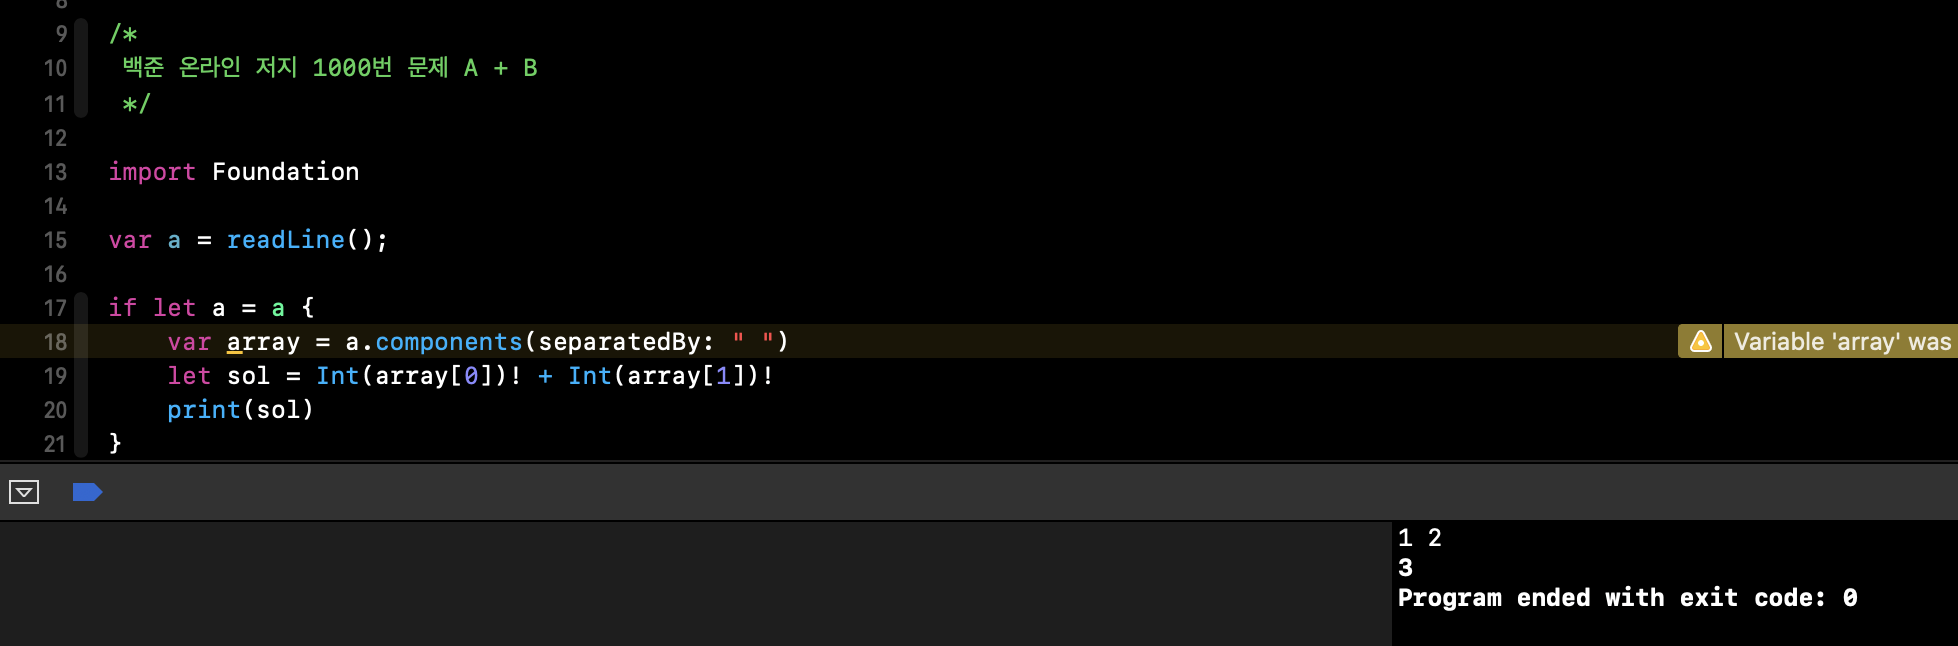 8
9 /*
10 백준 온라인 저지 1000번 문제 A + B
11 */
12
13 import Foundation
14
15 var a = readLine();
16
17 if let a = a {
18 var array = a.components(separatedBy: " ") Variable 'array' was
19 let sol = Int(array[0])! + Int(array[1])!
20 print(sol)
21 }
1 2
3
Program ended with exit code: 0